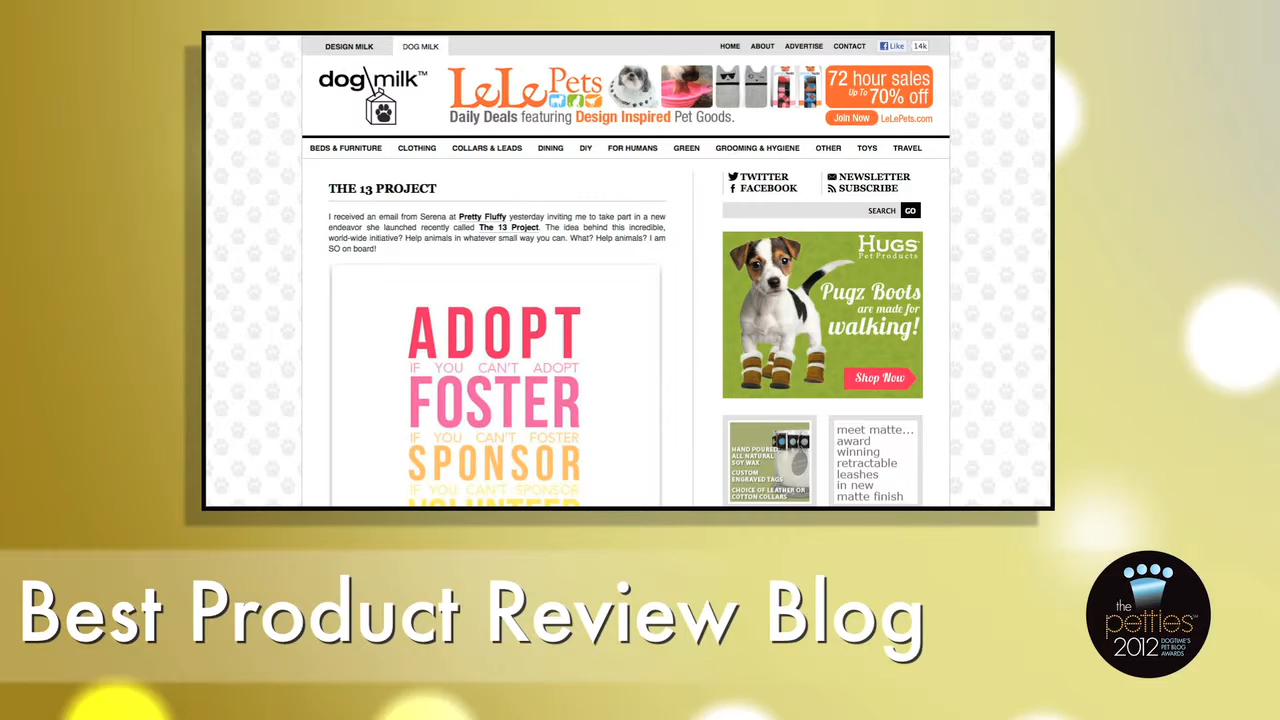 DESIGN MILK
DOG MILK
HOME ABOUT ADVERTISE CONTACT Like 14k
dog milk™
LeLe Pets
Daily Deals featuring Design Inspired Pet Goods.
72 hour sales
Up To 70% off
Join Now LeLePets.com
BEDS & FURNITURE CLOTHING COLLARS & LEADS DINING DIY FOR HUMANS GREEN GROOMING & HYGIENE OTHER TOYS TRAVEL
THE 13 PROJECT
I received an email from Serena at Pretty Fluffy yesterday inviting me to take part in a new
endeavor she launched recently called The 13 Project. The idea behind this incredible,
world-wide initiative? Help animals in whatever small way you can. What? Help animals? I am
SO on board!
ADOPT
IF YOU CAN'T ADOPT
FOSTER
IF YOU CAN'T FOSTER
SPONSOR
IF YOU CAN'T SPONSOR
VOLUNTEER
TWITTER
FACEBOOK
NEWSLETTER
SUBSCRIBE
SEARCH GO
HUGS
Pet Products
Pugz Boots
are made for
walking!
Shop Now
HAND POURED
ALL NATURAL
SOY WAX
CUSTOM
ENGRAVED TAGS
CHOICE OF LEATHER OR
COTTON COLLARS
meet matte...
award
winning
retractable
leashes
in new
matte finish
Best Product Review Blog
the
petties℠
2012 DOGTIME'S
PET BLOG
AWARDS